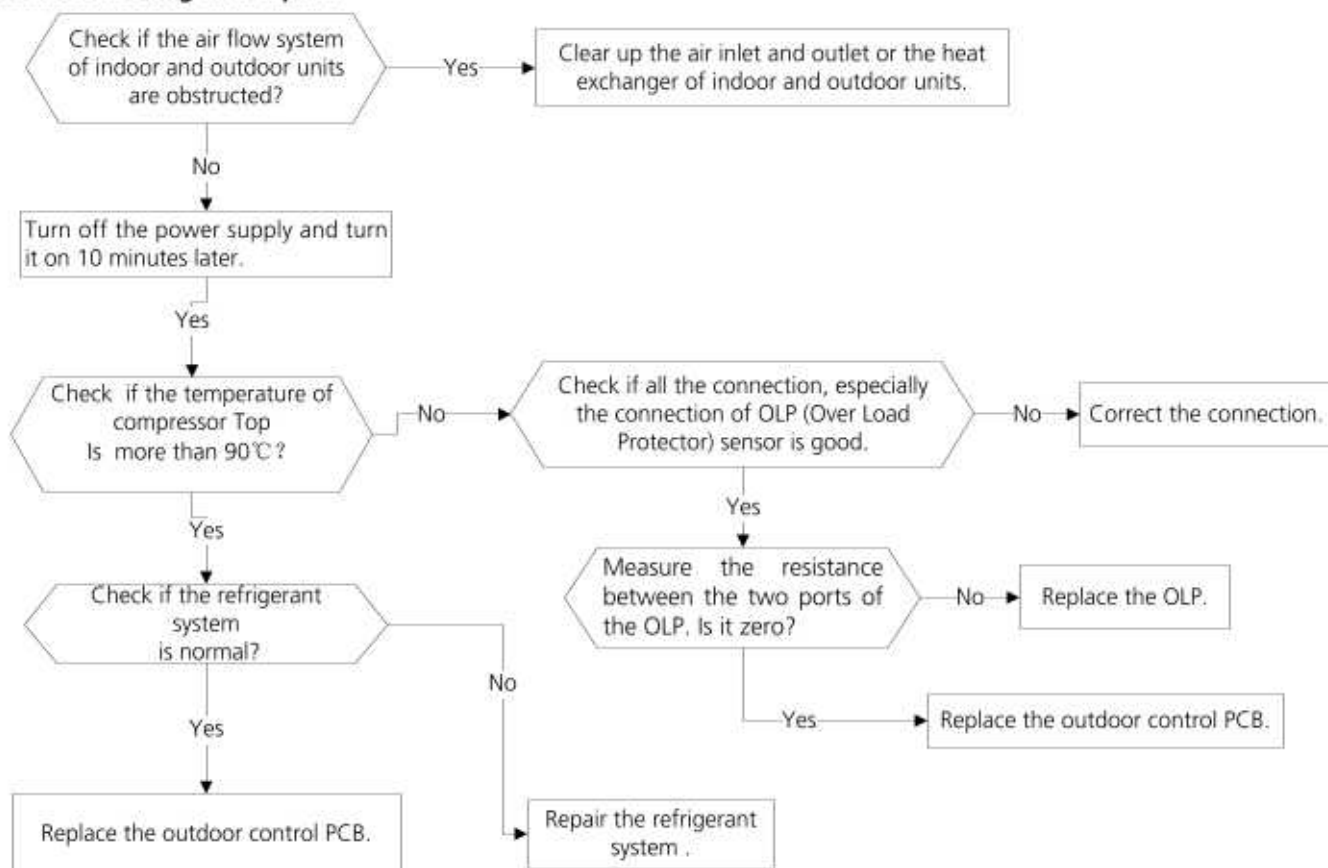 Check if the air flow system
of indoor and outdoor units
are obstructed?
Yes
Clear up the air inlet and outlet or the heat
exchanger of indoor and outdoor units.
No
Turn off the power supply and turn
it on 10 minutes later.
Yes
Check if the temperature of
compressor Top
Is more than 90℃?
No
Check if all the connection, especially
the connection of OLP (Over Load
Protector) sensor is good.
No
Correct the connection.
Yes
Yes
Measure the resistance
between the two ports of
the OLP. Is it zero?
No
Replace the OLP.
Check if the refrigerant
system
is normal?
No
Yes
Yes
Replace the outdoor control PCB.
Replace the outdoor control PCB.
Repair the refrigerant
system .